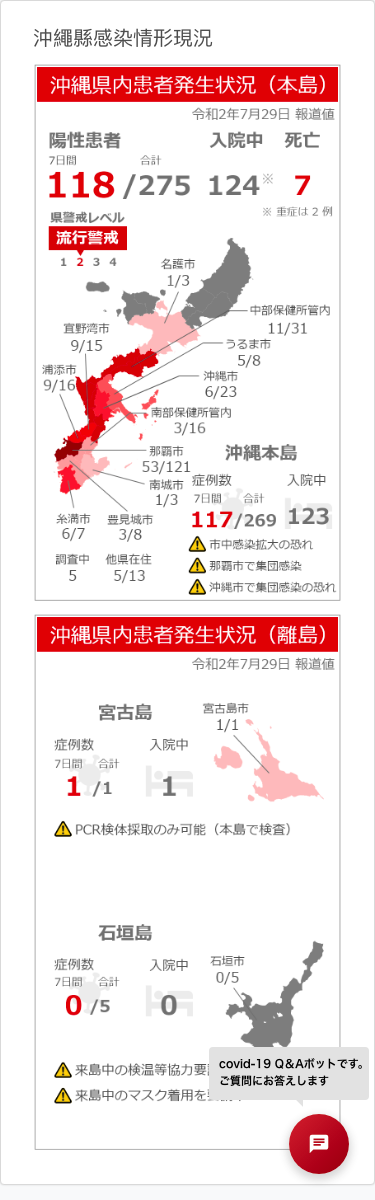 沖縄縣感染情形現況
沖縄県内患者発生状況（本島）
令和2年7月29日 報道値
陽性患者 入院中 死亡
7日間 合計
118 /275 124※ 7
※ 重症は 2 例
県警戒レベル
流行警戒
1 2 3 4
名護市
1/3
中部保健所管内
11/31
宜野湾市
9/15
うるま市
5/8
浦添市
9/16
沖縄市
6/23
南部保健所管内
3/16
那覇市
53/121
南城市
1/3
糸満市
6/7
豊見城市
3/8
調査中
5
他県在住
5/13
沖縄本島
症例数 入院中
7日間 合計
117/269 123
市中感染拡大の恐れ
那覇市で集団感染
沖縄市で集団感染の恐れ
沖縄県内患者発生状況（離島）
令和2年7月29日 報道値
宮古島
宮古島市
1/1
症例数 入院中
7日間 合計
1 /1 1
PCR検体採取のみ可能（本島で検査）
石垣島
石垣市
0/5
症例数 入院中
7日間 合計
0 /5 0
来島中の検温等協力要
来島中のマスク着用を
covid-19 Q&Aボットです。
ご質問にお答えします